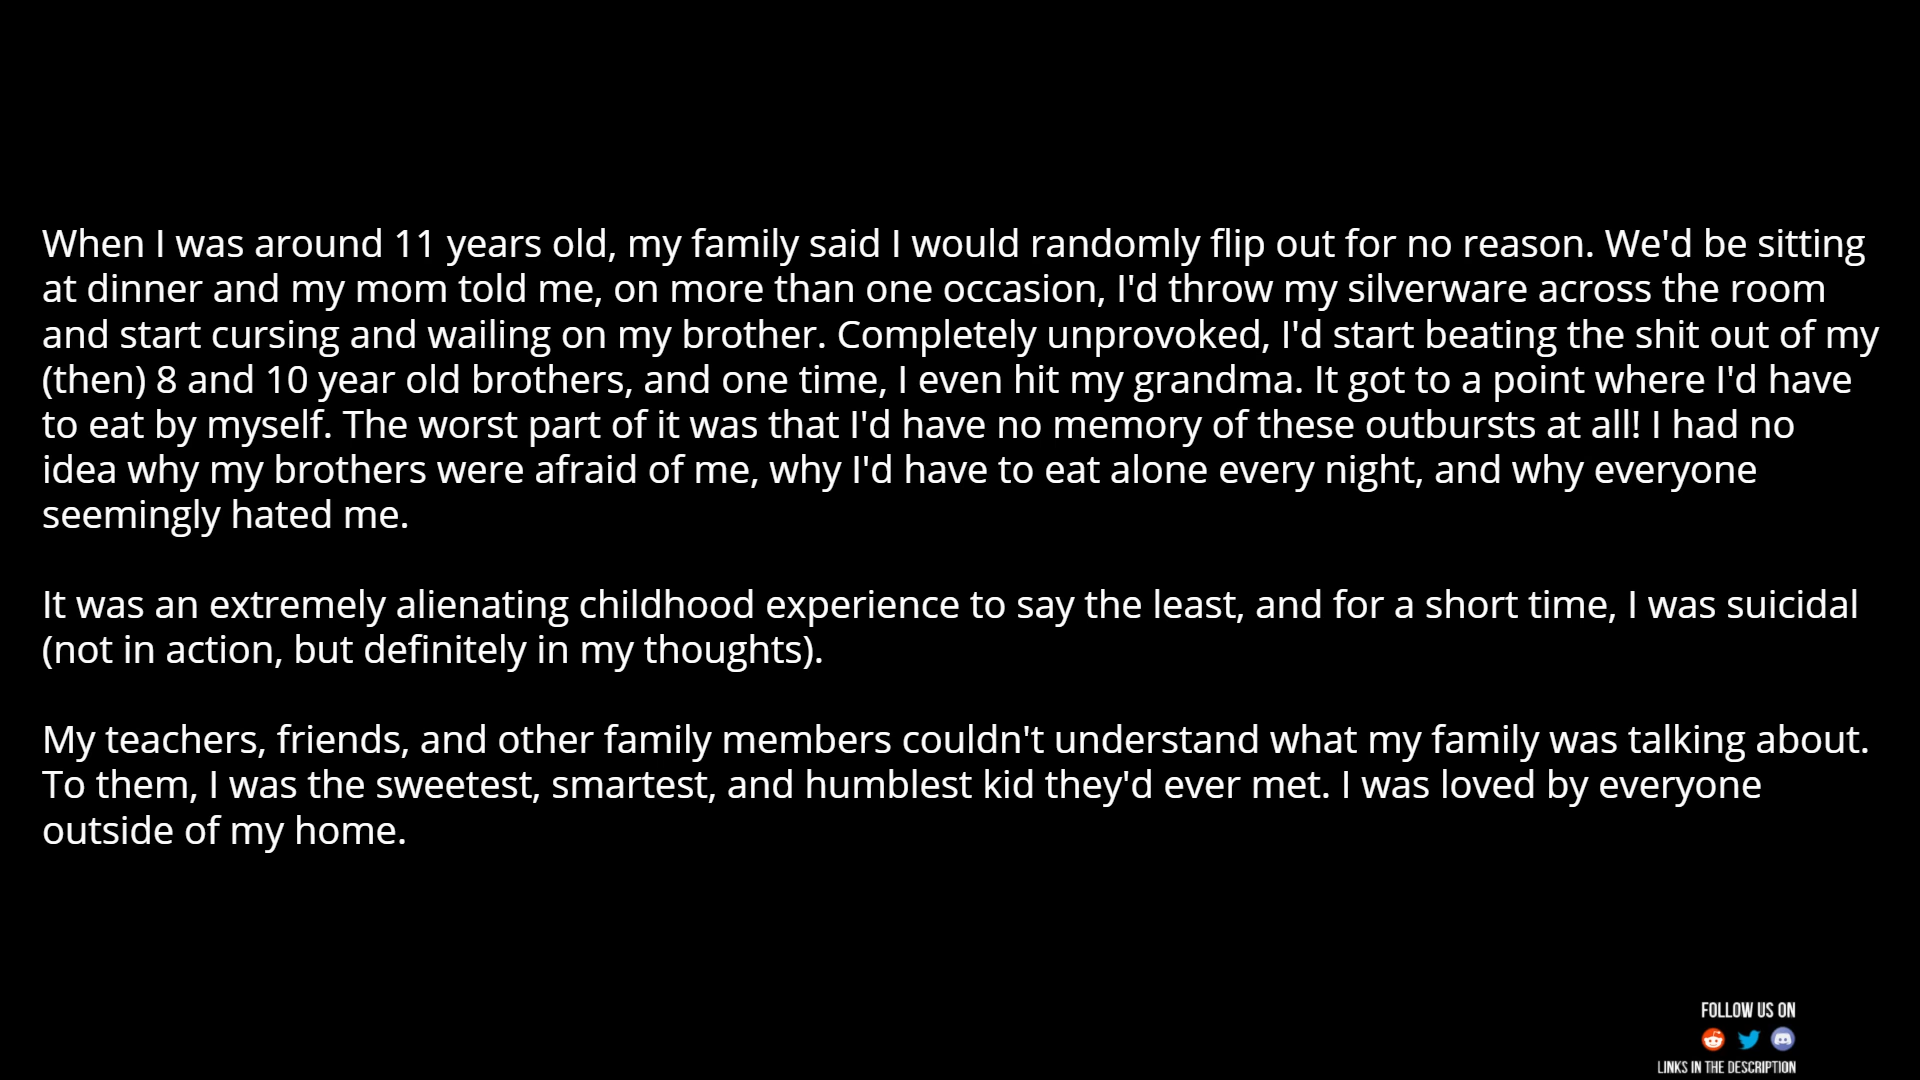 When I was around 11 years old, my family said I would randomly flip out for no reason. We'd be sitting
at dinner and my mom told me, on more than one occasion, I'd throw my silverware across the room
and start cursing and wailing on my brother. Completely unprovoked, I'd start beating the shit out of my
(then) 8 and 10 year old brothers, and one time, I even hit my grandma. It got to a point where I'd have
to eat by myself. The worst part of it was that I'd have no memory of these outbursts at all! I had no
idea why my brothers were afraid of me, why I'd have to eat alone every night, and why everyone
seemingly hated me.
It was an extremely alienating childhood experience to say the least, and for a short time, I was suicidal
(not in action, but definitely in my thoughts).
My teachers, friends, and other family members couldn't understand what my family was talking about.
To them, I was the sweetest, smartest, and humblest kid they'd ever met. I was loved by everyone
outside of my home.
FOLLOW US ON
LINKS IN THE DESCRIPTION